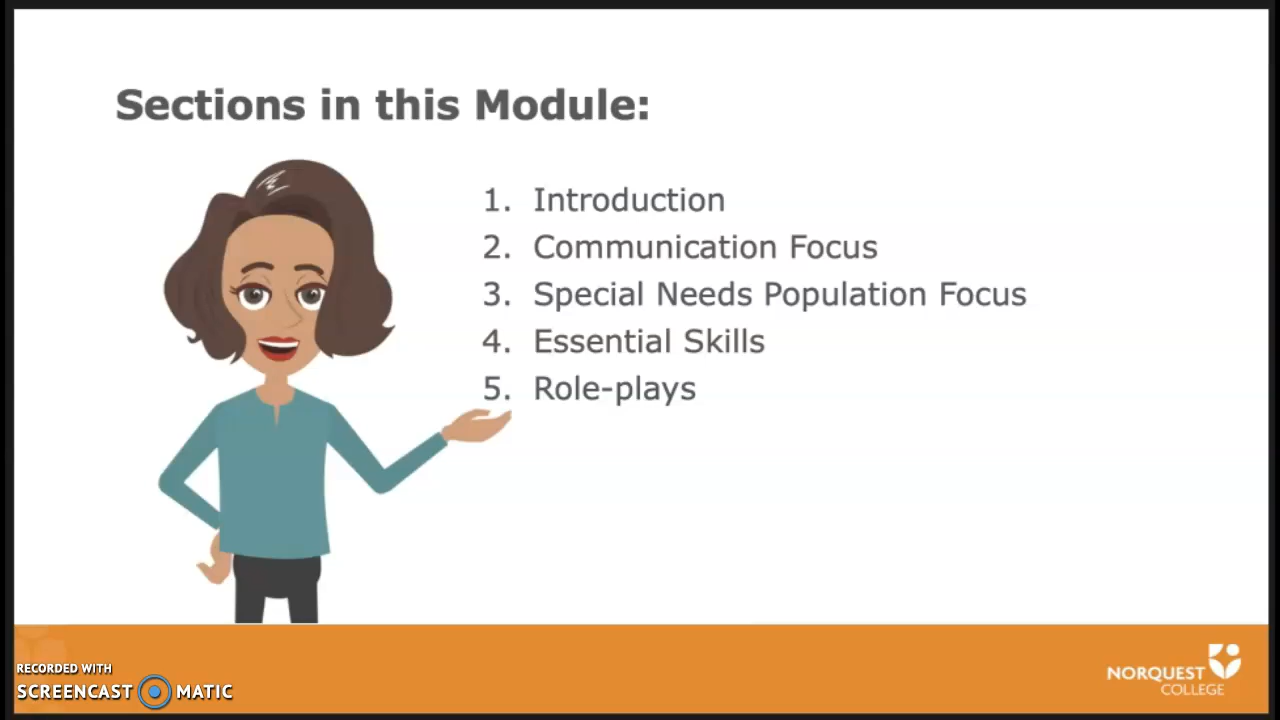 Sections in this Module:
1. Introduction
2. Communication Focus
3. Special Needs Population Focus
4. Essential Skills
5. Role-plays
RECORDED WITH
SCREENCAST MATIC
NORQUEST
COLLEGE